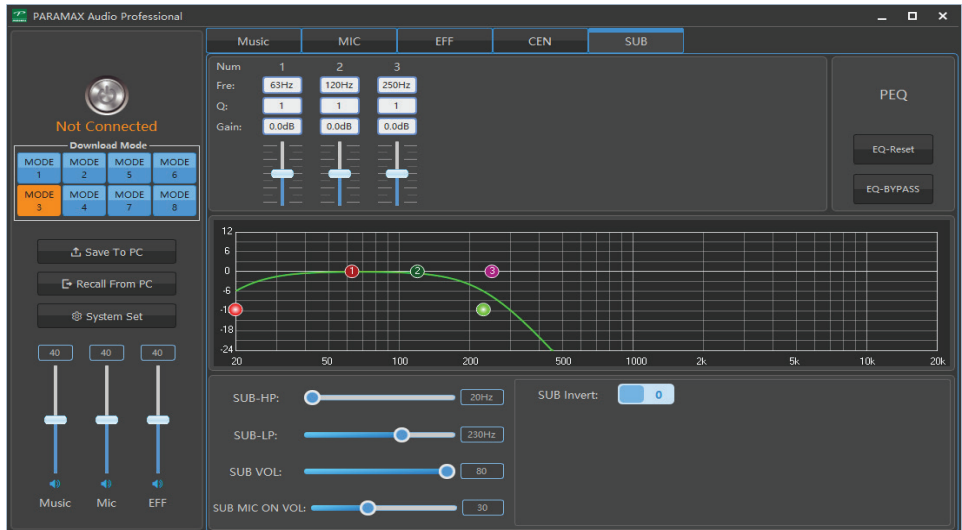 PARAMAX Audio Professional
Music MIC EFF CEN SUB
Not Connected
Download Mode
MODE 1 MODE 2 MODE 5 MODE 6
MODE 3 MODE 4 MODE 7 MODE 8
Save To PC
Recall From PC
System Set
40 40 40
Music Mic EFF
Num 1 2 3
Fre: 63Hz 120Hz 250Hz
Q: 1 1 1
Gain: 0.0dB 0.0dB 0.0dB
PEQ
EQ-Reset
EQ-BYPASS
12
6
0
-6
-18
-24
1 2 3
20 50 100 200 500 1000 2k 5k 10k 20k
SUB-HP: 20Hz
SUB-LP: 230Hz
SUB VOL: 80
SUB MIC ON VOL: 30
SUB Invert: 0